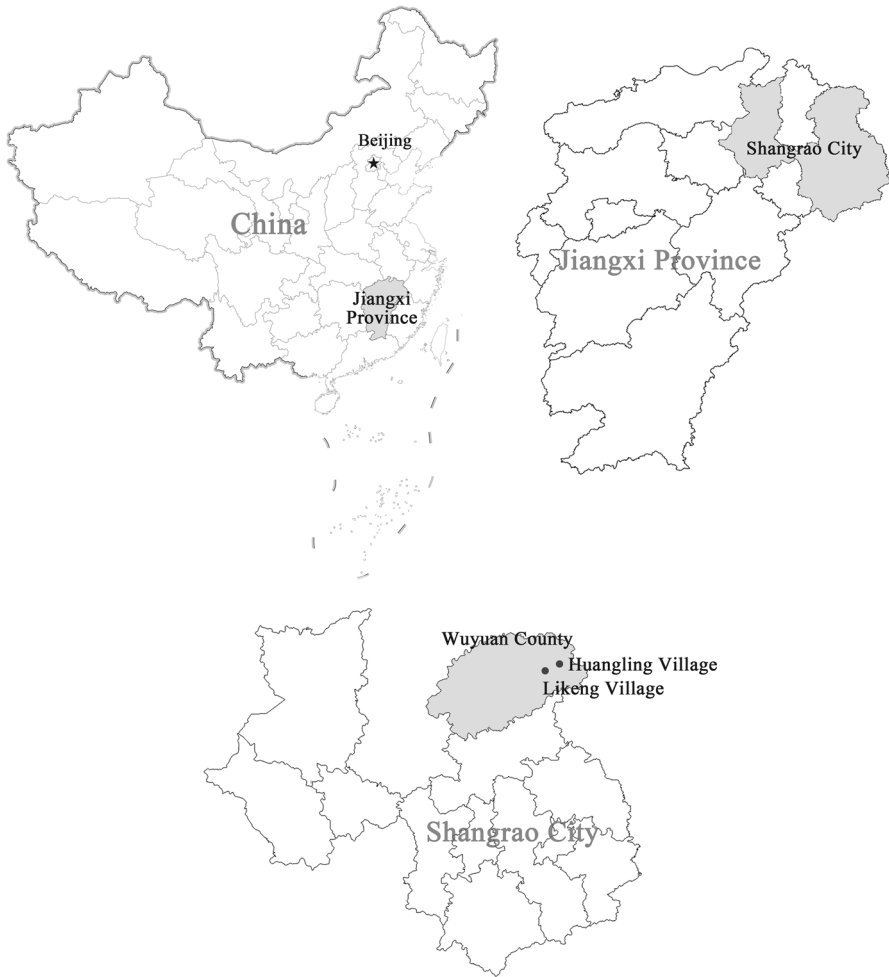 Beijing
China
Jiangxi
Province
Shangrao City
Jiangxi Province
Wuyuan County
Huangling Village
Likeng Village
Shangrao City